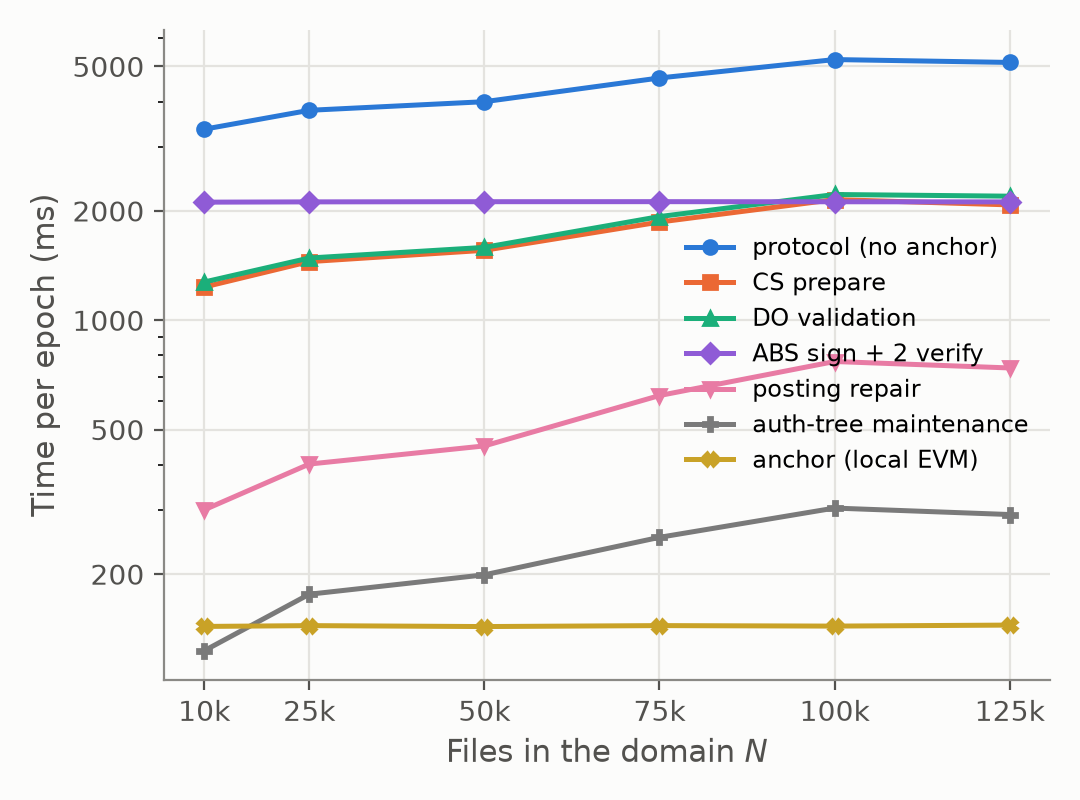 5000
2000
1000
500
200
Time per epoch (ms)
protocol (no anchor)
CS prepare
DO validation
ABS sign + 2 verify
posting repair
auth-tree maintenance
anchor (local EVM)
10k 25k 50k 75k 100k 125k
Files in the domain N